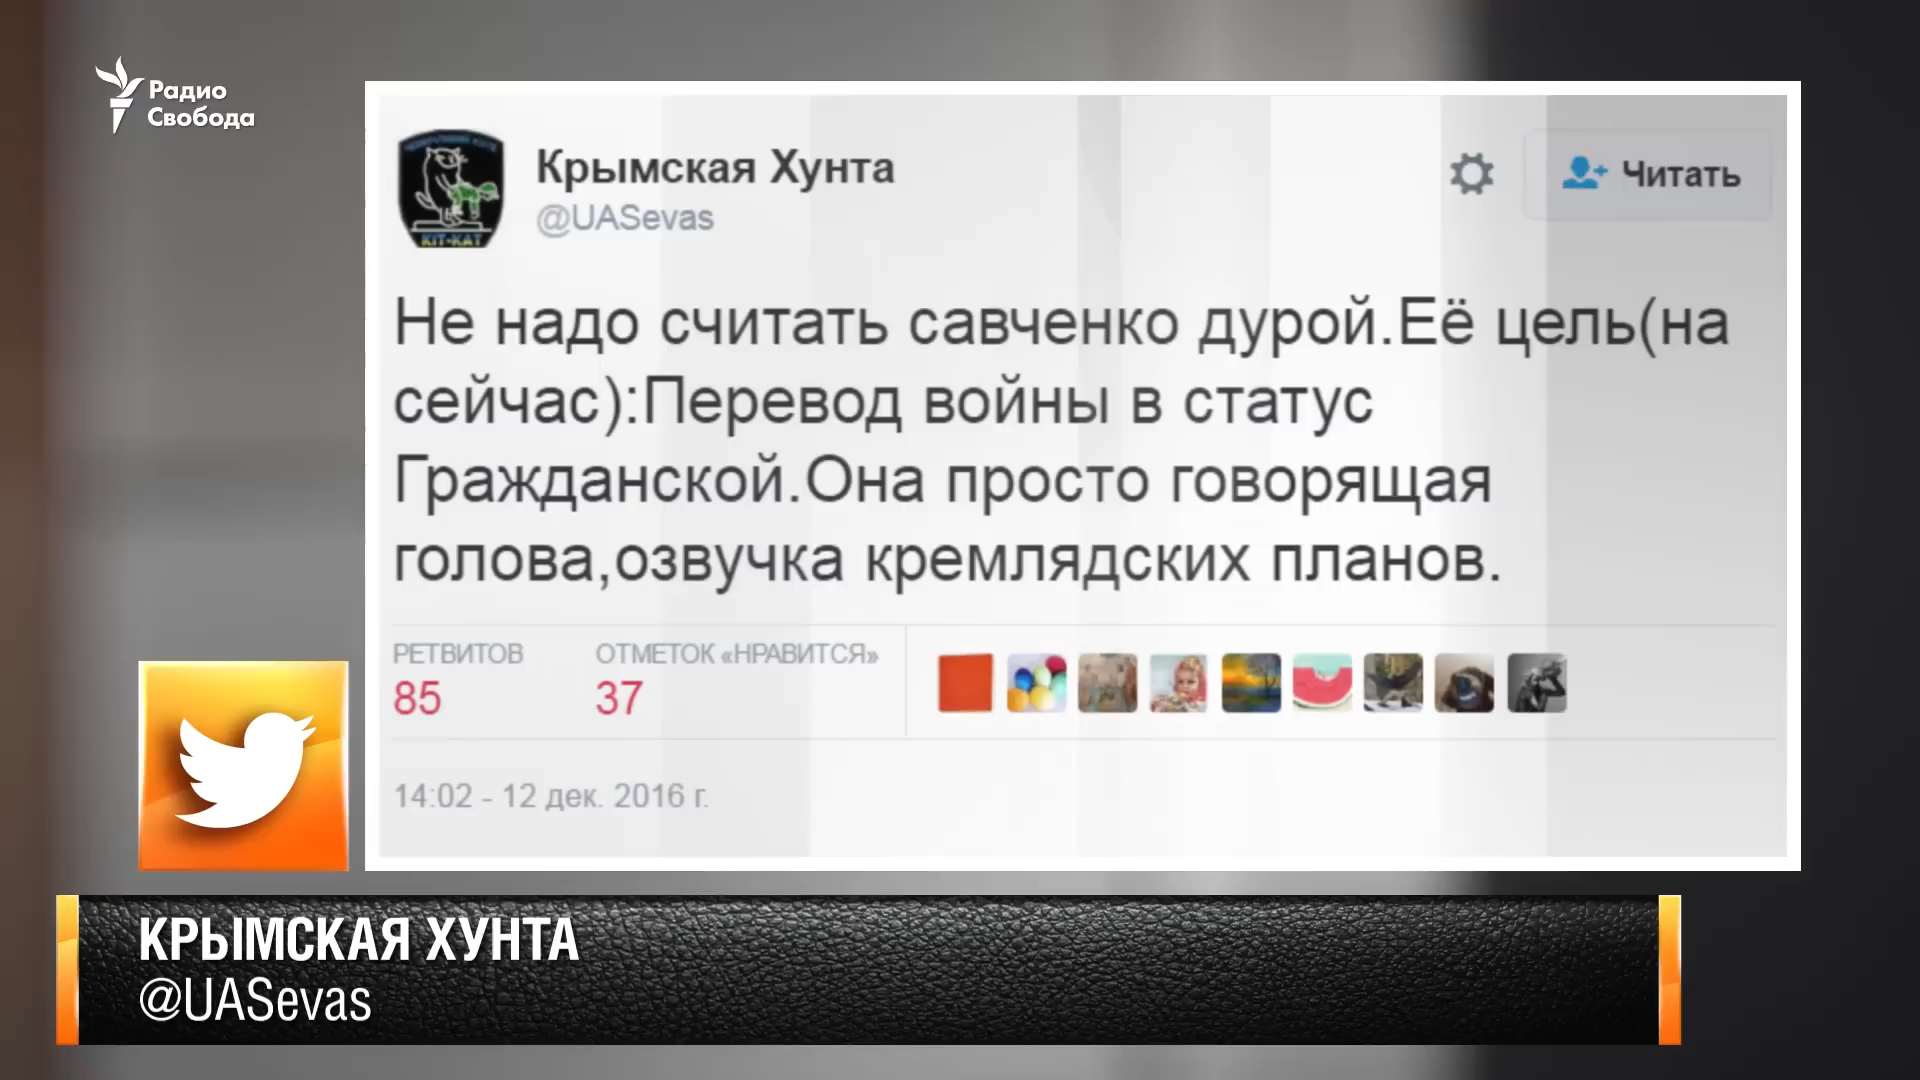 Радио
Свобода
Крымская Хунта
@UASevas
Читать
Не надо считать савченко дурой.Её цель(на
сейчас):Перевод войны в статус
Гражданской.Она просто говорящая
голова,озвучка кремлядских планов.
РЕТВИТОВ
85
ОТМЕТОК «НРАВИТСЯ»
37
14:02 - 12 дек. 2016 г.
КРЫМСКАЯ ХУНТА
@UASevas
KIT-KAT